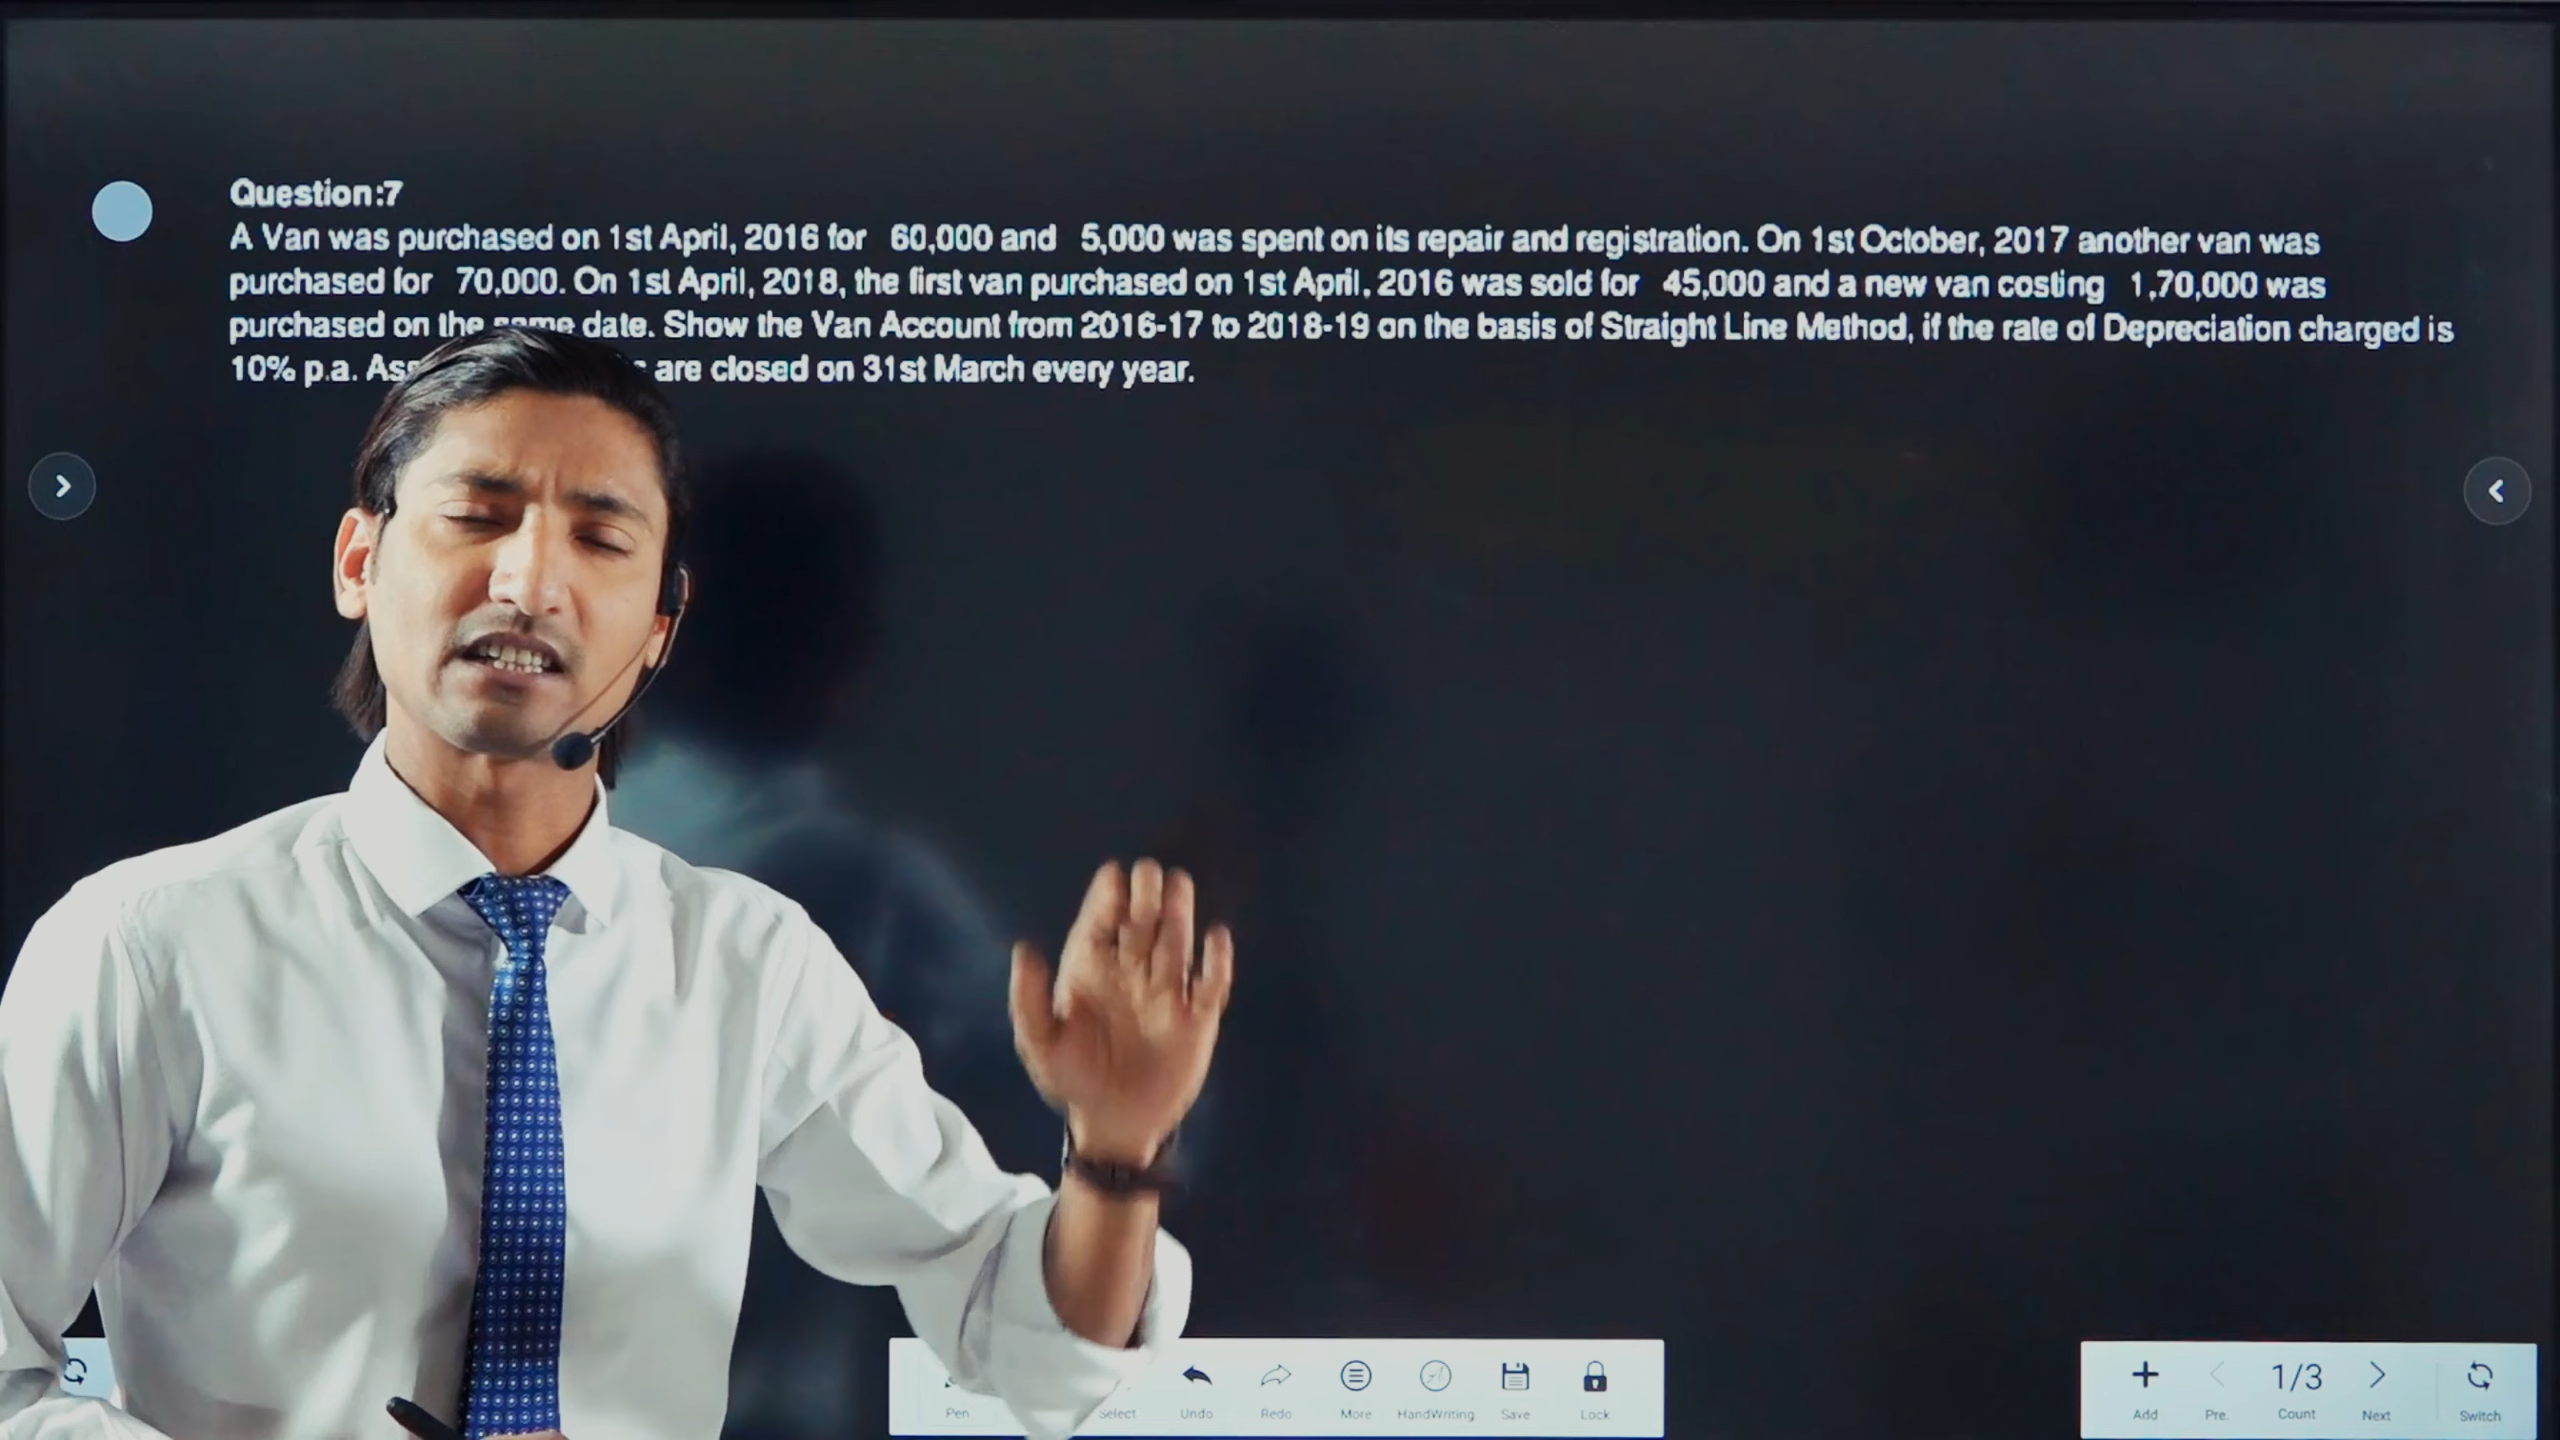 Question:7
A Van was purchased on 1st April, 2016 for 60,000 and 5,000 was spent on its repair and registration. On 1st October, 2017 another van was
purchased for 70,000. On 1st April, 2018, the first van purchased on 1st April, 2016 was sold for 45,000 and a new van costing 1,70,000 was
purchased on the same date. Show the Van Account from 2016-17 to 2018-19 on the basis of Straight Line Method, if the rate of Depreciation charged is
10% p.a. are closed on 31st March every year.
1/3
Pen Select Undo Redo More HandWriting Save Lock
Add Pre. Count Next Switch